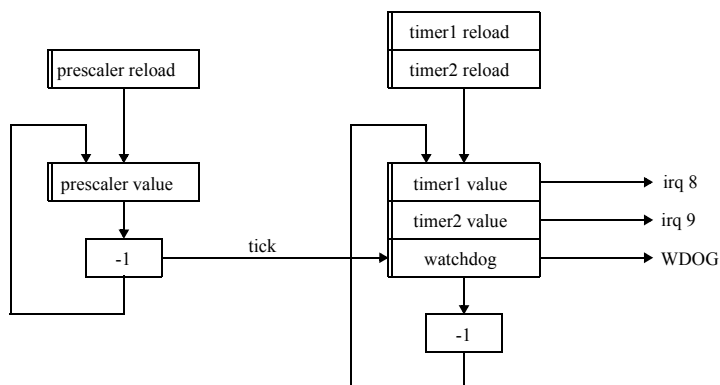 timer1 reload
prescaler reload
timer2 reload
prescaler value
timer1 value
irq 8
timer2 value
irq 9
-1
tick
watchdog
WDOG
-1